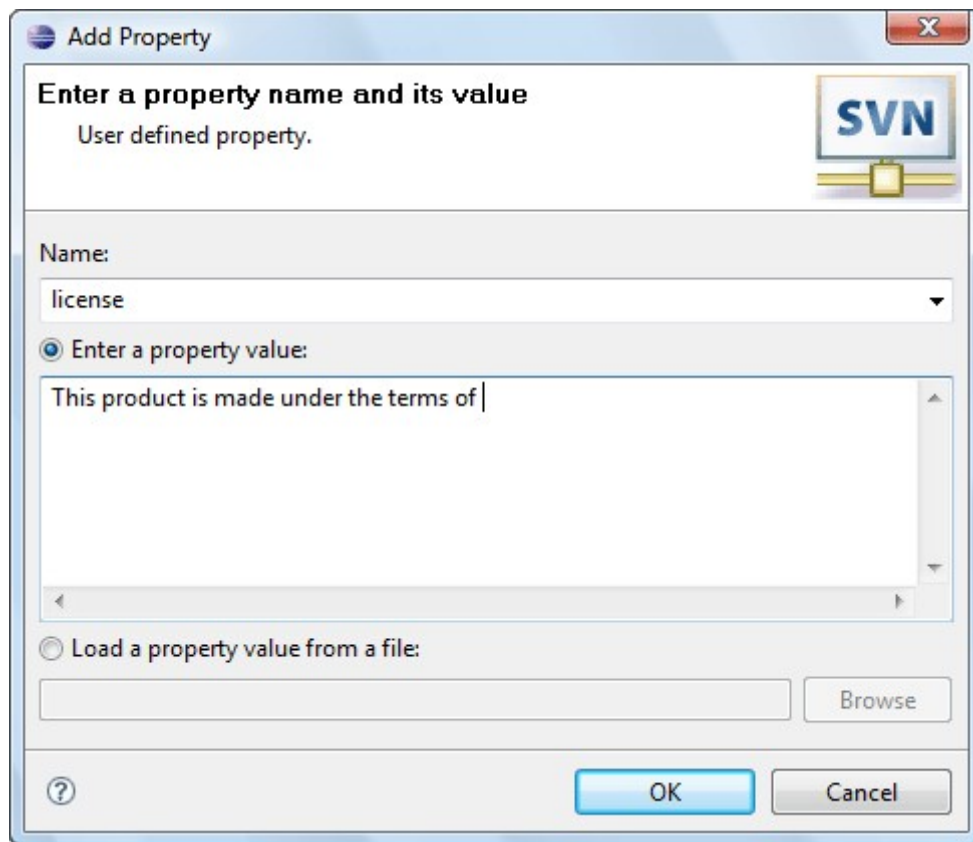 Add Property
Enter a property name and its value
User defined property.
SVN
Name:
license
Enter a property value:
This product is made under the terms of
Load a property value from a file:
Browse
OK
Cancel